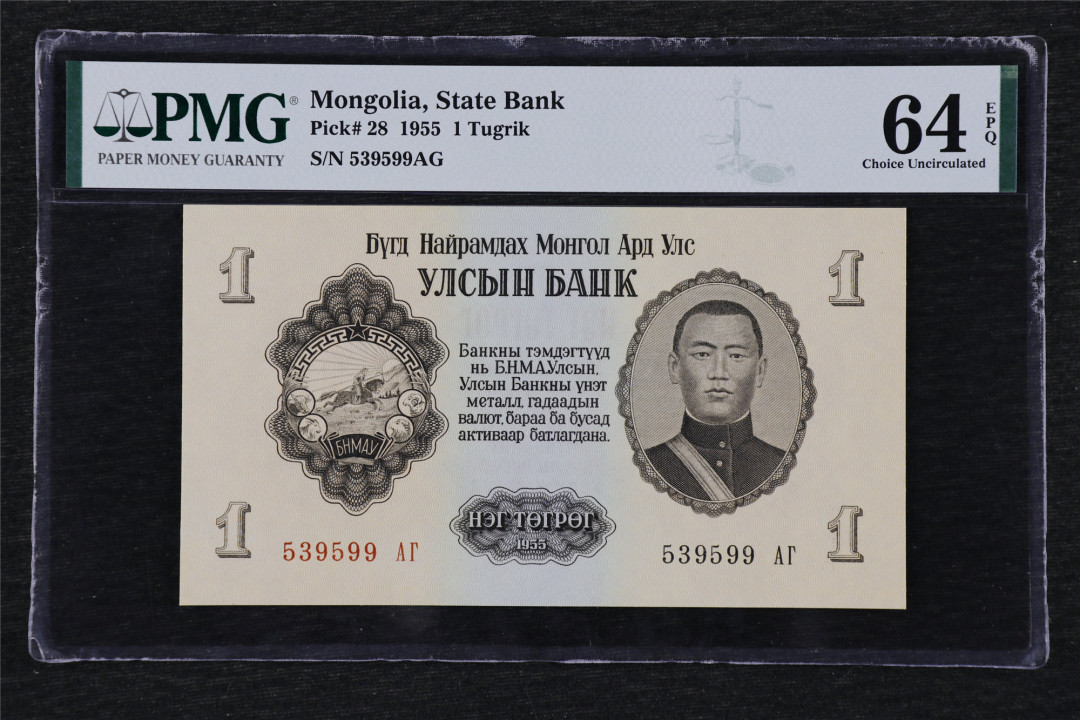 PMG®
PAPER MONEY GUARANTY
Mongolia, State Bank
Pick# 28 1955 1 Tugrik
S/N 539599AG
64
EPQ
Choice Uncirculated
Бүгд Найрамдах Монгол Ард Улс
УЛСЫН БАНК
1
1
Банкны тэмдэгтүүд
нь Б.Н.М.А.Улсын,
Улсын Банкны үнэт
металл, гадаадын
валют, бараа ба бусад
активаар батлагдана.
БНМАУ
НЭГ ТӨГРӨГ
1955
1
539599 АГ
539599 АГ
1